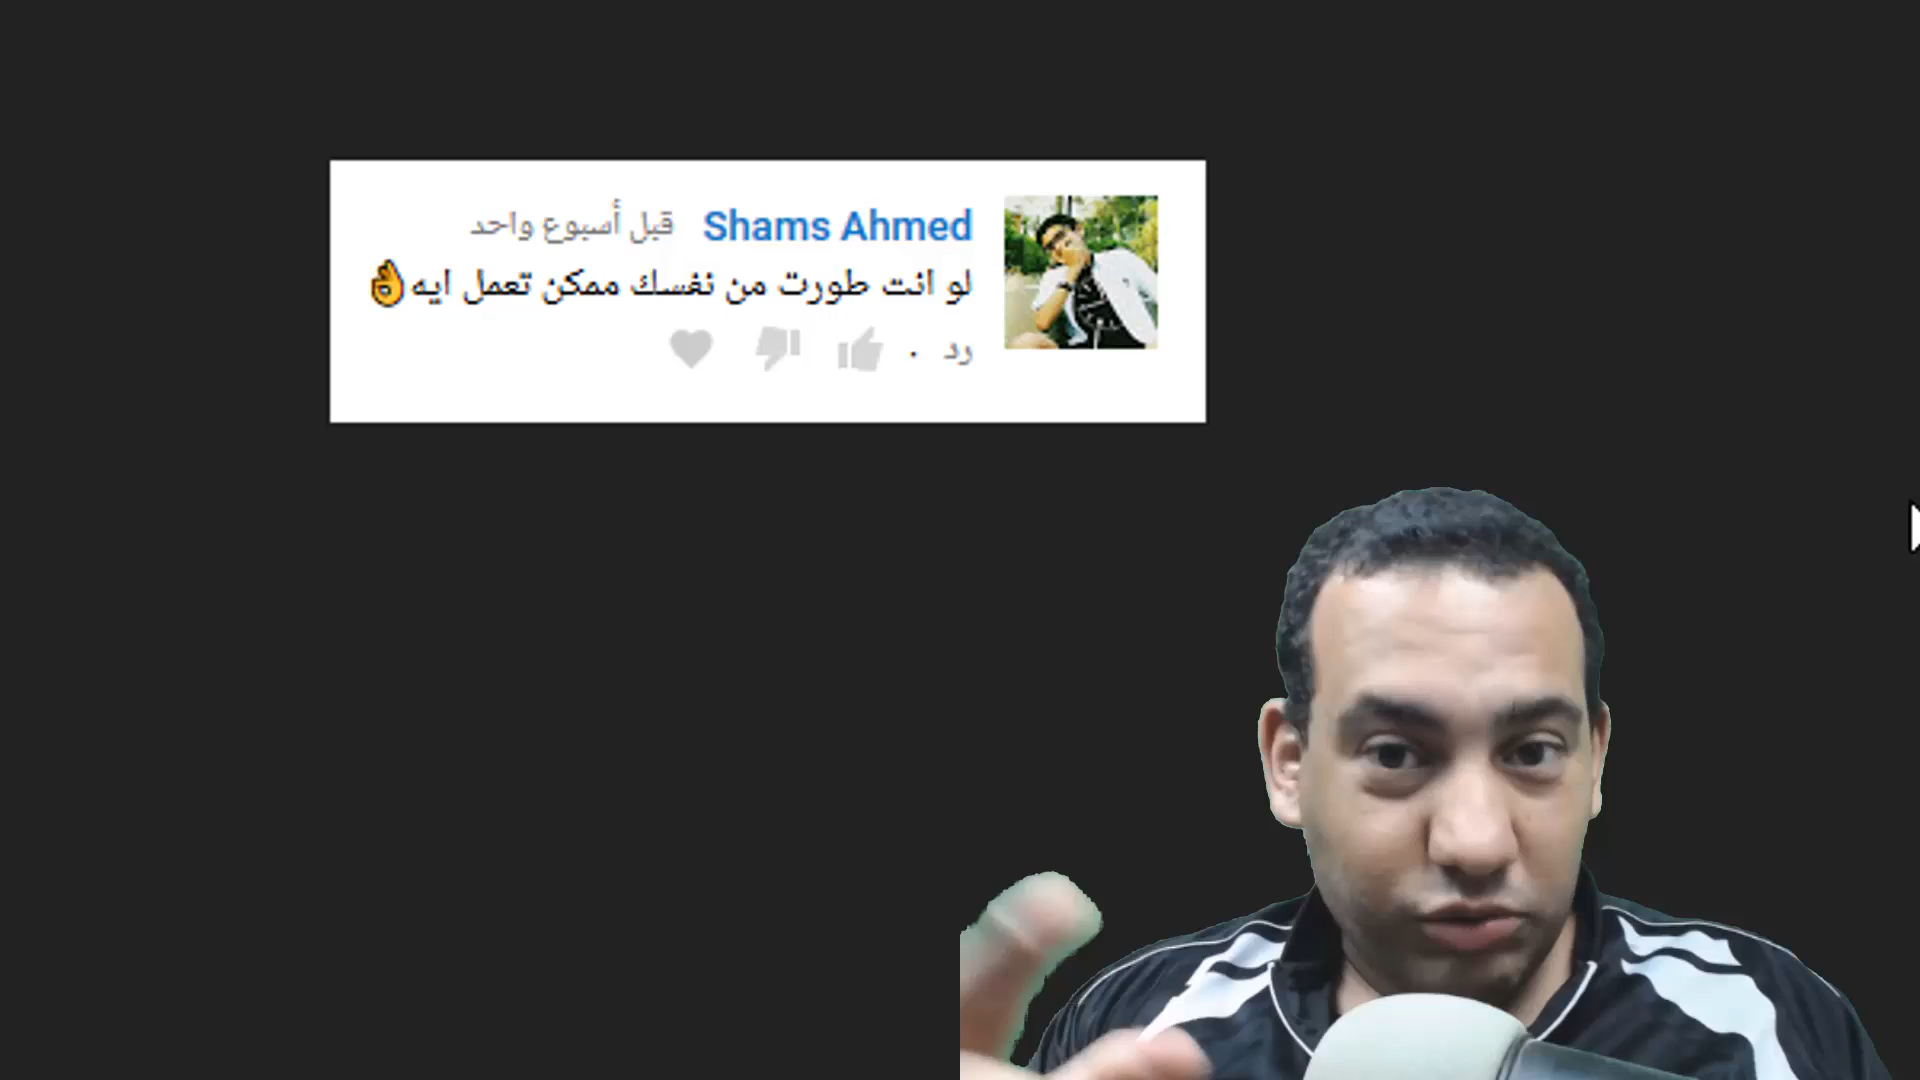 Shams Ahmed قبل أسبوع واحد
لو انت طورت من نفسك ممكن تعمل ايه👌
رد ·